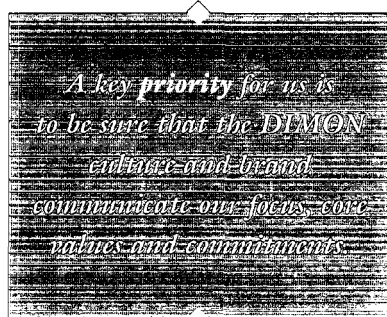 A key priority for us is
to be sure that the DIMON
culture and brand
communicate our focus, core
values and commitments.